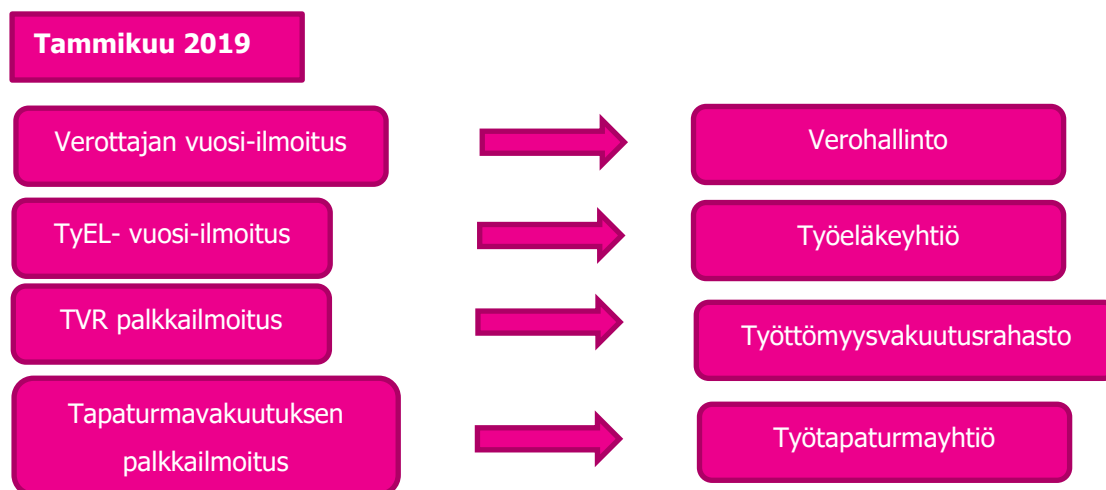 Tammikuu 2019
Verottajan vuosi-ilmoitus
Verohallinto
TyEL- vuosi-ilmoitus
Työeläkeyhtiö
TVR palkkailmoitus
Työttömyysvakuutusrahasto
Tapaturmavakuutuksen
palkkailmoitus
Työtapaturmayhtiö